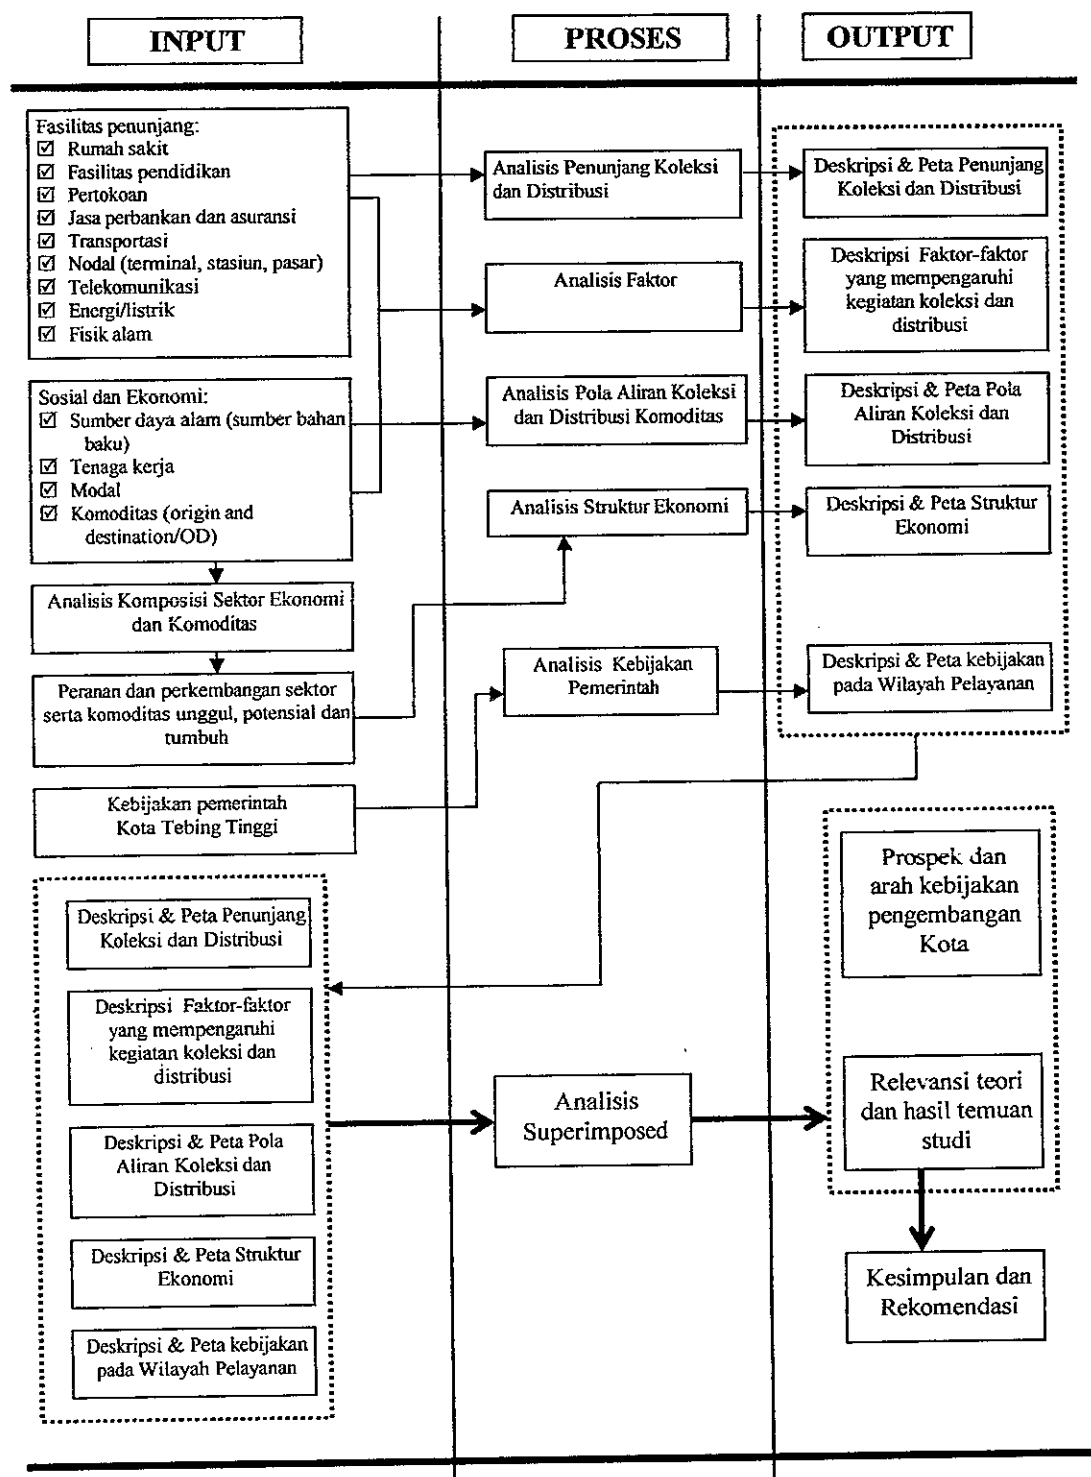 INPUT
PROSES
OUTPUT
Fasilitas penunjang:
☑ Rumah sakit
☑ Fasilitas pendidikan
☑ Pertokoan
☑ Jasa perbankan dan asuransi
☑ Transportasi
☑ Nodal (terminal, stasiun, pasar)
☑ Telekomunikasi
☑ Energi/listrik
☑ Fisik alam
Analisis Penunjang Koleksi
dan Distribusi
Deskripsi & Peta Penunjang
Koleksi dan Distribusi
Analisis Faktor
Deskripsi Faktor-faktor
yang mempengaruhi
kegiatan koleksi dan
distribusi
Sosial dan Ekonomi:
☑ Sumber daya alam (sumber bahan
baku)
☑ Tenaga kerja
☑ Modal
☑ Komoditas (origin and
destination/OD)
Analisis Pola Aliran Koleksi
dan Distribusi Komoditas
Deskripsi & Peta Pola
Aliran Koleksi dan
Distribusi
Analisis Struktur Ekonomi
Deskripsi & Peta Struktur
Ekonomi
Analisis Komposisi Sektor Ekonomi
dan Komoditas
Peranan dan perkembangan sektor
serta komoditas unggul, potensial dan
tumbuh
Analisis Kebijakan
Pemerintah
Deskripsi & Peta kebijakan
pada Wilayah Pelayanan
Kebijakan pemerintah
Kota Tebing Tinggi
Deskripsi & Peta Penunjang
Koleksi dan Distribusi
Deskripsi Faktor-faktor
yang mempengaruhi
kegiatan koleksi dan
distribusi
Deskripsi & Peta Pola
Aliran Koleksi dan
Distribusi
Deskripsi & Peta Struktur
Ekonomi
Deskripsi & Peta kebijakan
pada Wilayah Pelayanan
Analisis
Superimposed
Prospek dan
arah kebijakan
pengembangan
Kota
Relevansi teori
dan hasil temuan
studi
Kesimpulan dan
Rekomendasi